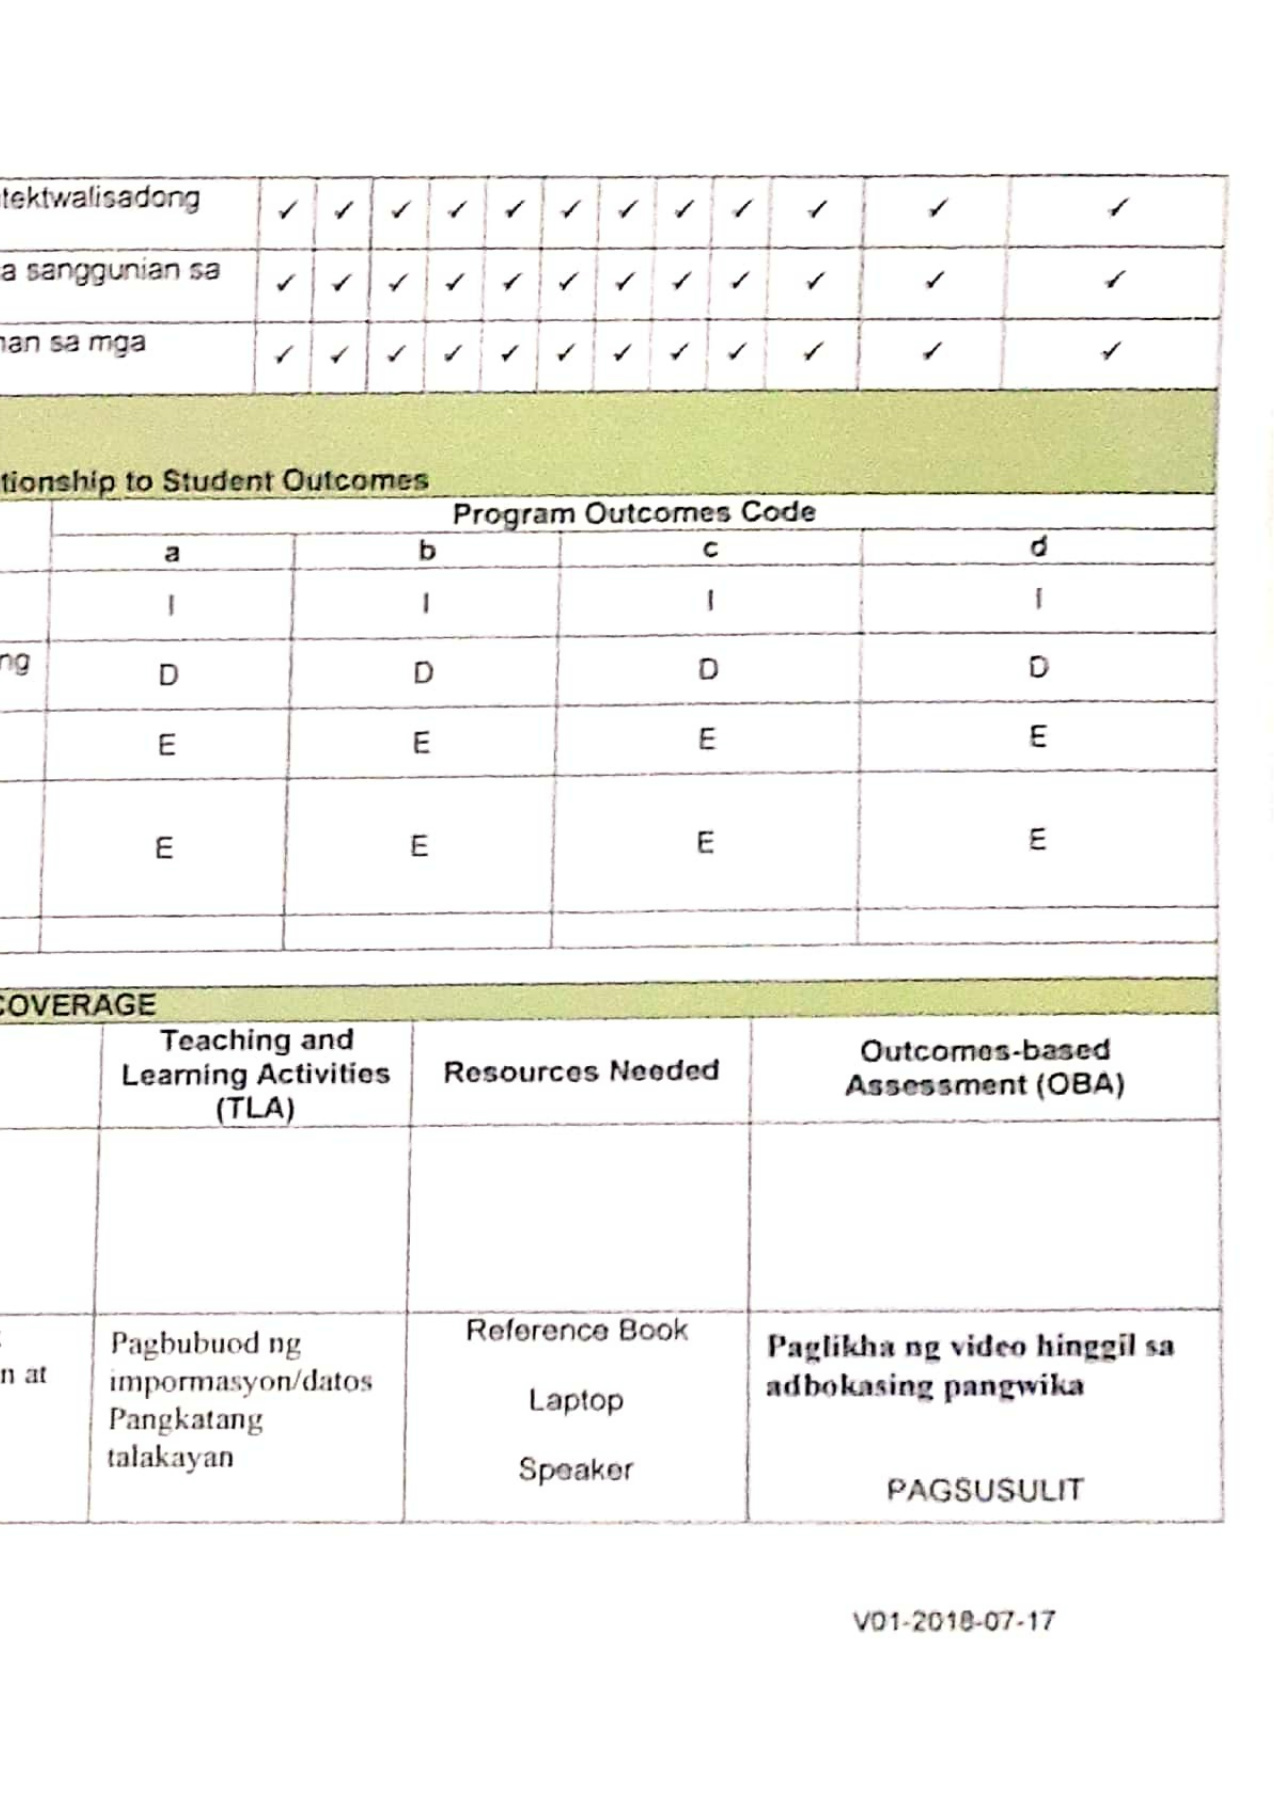 tektwalisadong ✓ ✓ ✓ ✓ ✓ ✓ ✓ ✓ ✓ ✓ ✓ ✓
a sanggunian sa ✓ ✓ ✓ ✓ ✓ ✓ ✓ ✓ ✓ ✓ ✓ ✓
nan sa mga ✓ ✓ ✓ ✓ ✓ ✓ ✓ ✓ ✓ ✓ ✓ ✓
tionship to Student Outcomes
Program Outcomes Code
a b c d
I I I I
ng D D D D
E E E E
E E E E
COVERAGE
Teaching and
Learning Activities
(TLA)
Resources Needed
Outcomes-based
Assessment (OBA)
n at
Pagbubuod ng
impormasyon/datos
Pangkatang
talakayan
Reference Book
Laptop
Speaker
Paglikha ng video hinggil sa
adbokasing pangwika
PAGSUSULIT
V01-2018-07-17